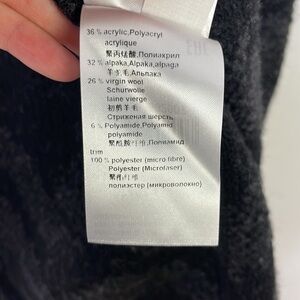 36 % acrylic,Polyacryl
acrylique
聚丙烯酸,Полиакрил
32 % alpaka,Alpaka,alpaga
羊驼毛,Альпака
26 % virgin wool
Schurwolle
laine vierge
初剪羊毛
Стриженая шерсть
6 % Polyamide,Polyamid
polyamide
聚酰胺纤维,Полиамид
trim
100 % polyester (micro fibre)
Polyester (Microfaser)
聚酯纤维
полиэстер (микроволокно)